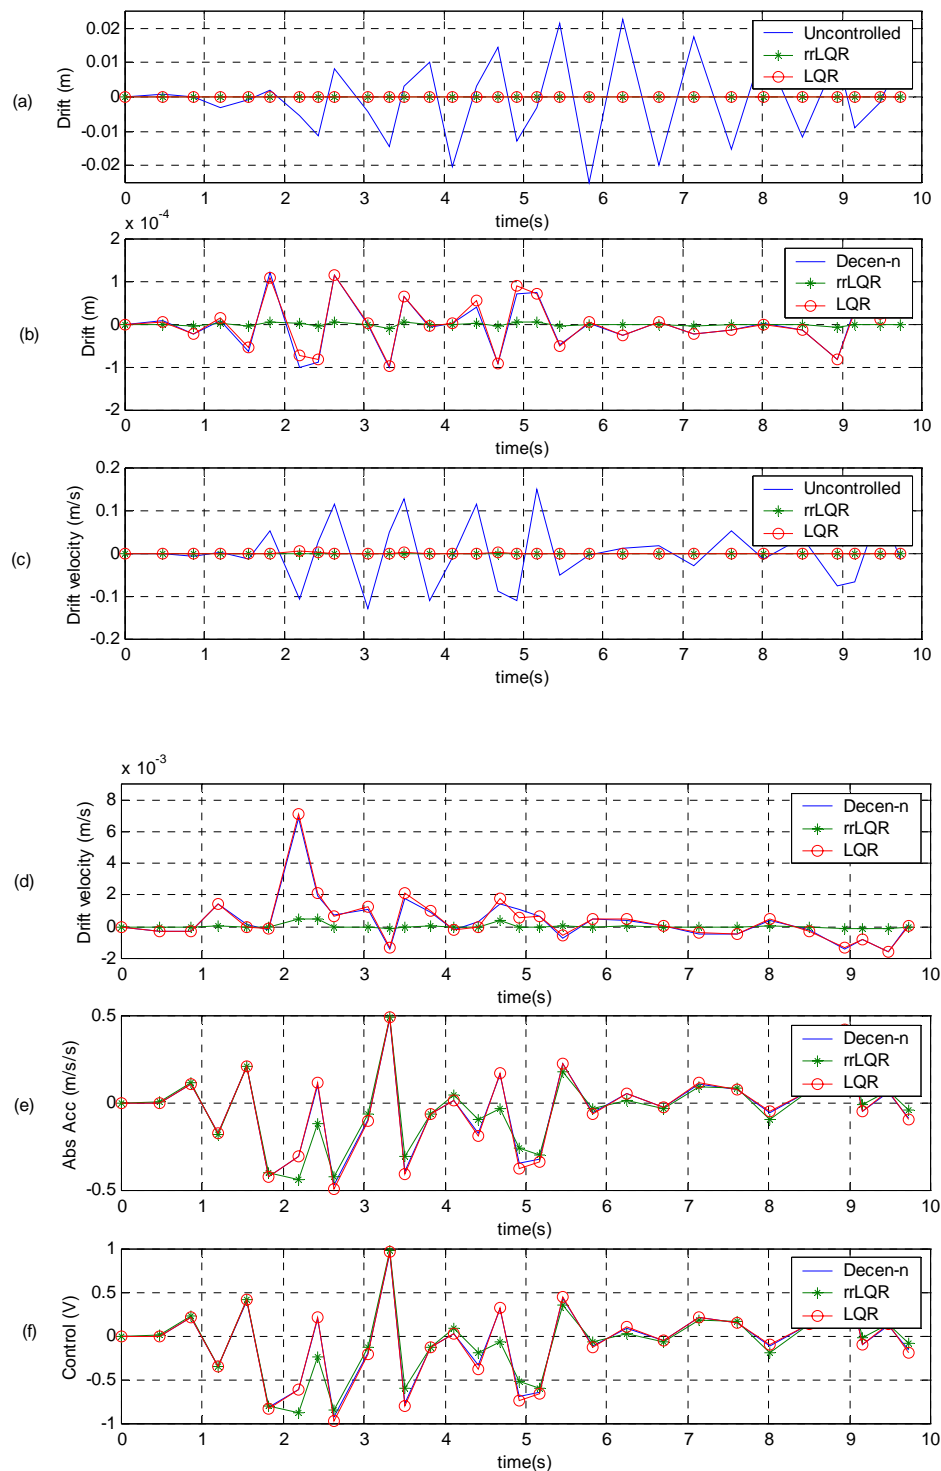 0.02
0.01
0
-0.01
-0.02
Drift (m)
(a)
Uncontrolled
rrLQR
LQR
0 1 2 3 4 5 6 7 8 9 10
time(s)
x 10-4
2
1
0
-1
-2
Drift (m)
(b)
Decen-n
rrLQR
LQR
0 1 2 3 4 5 6 7 8 9 10
time(s)
0.2
0.1
0
-0.1
-0.2
Drift velocity (m/s)
(c)
Uncontrolled
rrLQR
LQR
0 1 2 3 4 5 6 7 8 9 10
time(s)
x 10-3
8
6
4
2
0
-2
Drift velocity (m/s)
(d)
Decen-n
rrLQR
LQR
0 1 2 3 4 5 6 7 8 9 10
time(s)
0.5
0
-0.5
Abs Acc (m/s/s)
(e)
Decen-n
rrLQR
LQR
0 1 2 3 4 5 6 7 8 9 10
time(s)
1
0.5
0
-0.5
-1
Control (V)
(f)
Decen-n
rrLQR
LQR
0 1 2 3 4 5 6 7 8 9 10
time(s)